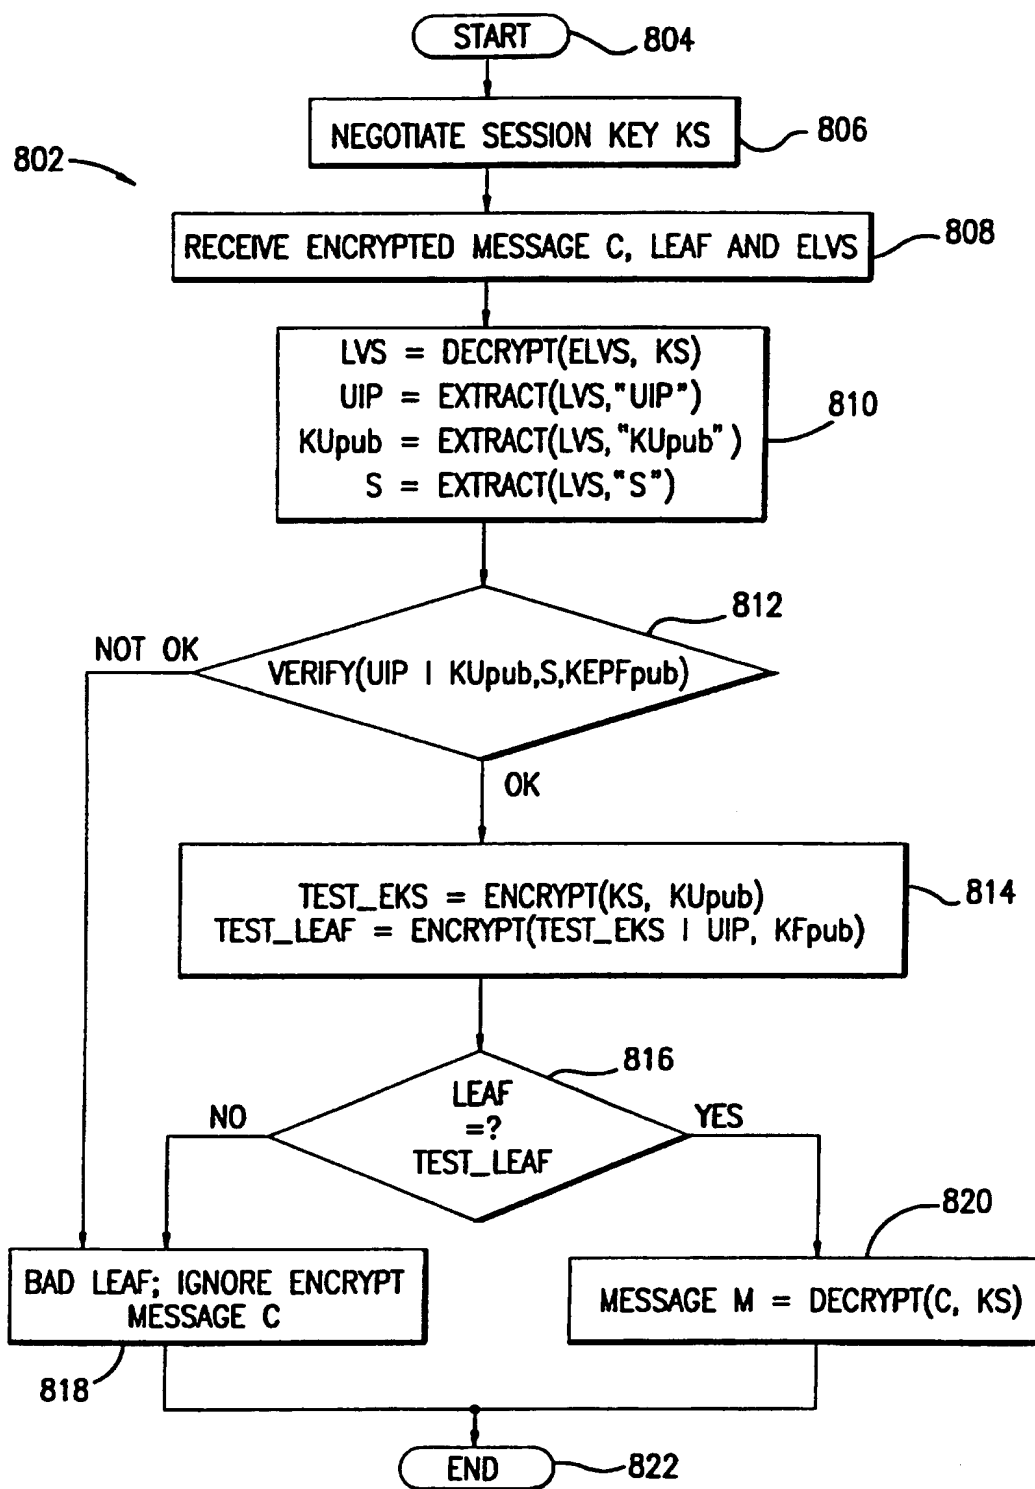 START
804
NEGOTIATE SESSION KEY KS
806
802
RECEIVE ENCRYPTED MESSAGE C, LEAF AND ELVS
808
LVS = DECRYPT(ELVS, KS)
UIP = EXTRACT(LVS,"UIP")
KUpub = EXTRACT(LVS,"KUpub")
S = EXTRACT(LVS,"S")
810
812
NOT OK
VERIFY(UIP | KUpub,S,KEPFpub)
OK
TEST_EKS = ENCRYPT(KS, KUpub)
TEST_LEAF = ENCRYPT(TEST_EKS | UIP, KFpub)
814
816
LEAF
=?
TEST_LEAF
NO
YES
820
BAD LEAF; IGNORE ENCRYPT
MESSAGE C
MESSAGE M = DECRYPT(C, KS)
818
END
822